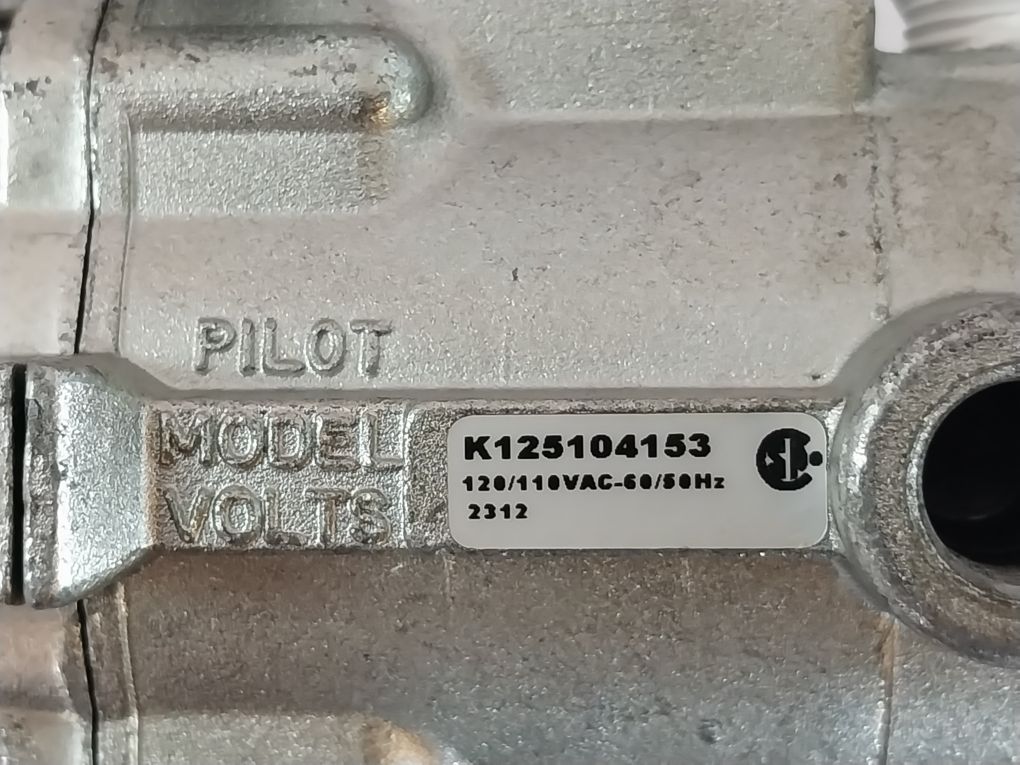 PILOT
MODEL
VOLTS
K125104153
120/110VAC-60/50Hz
2312